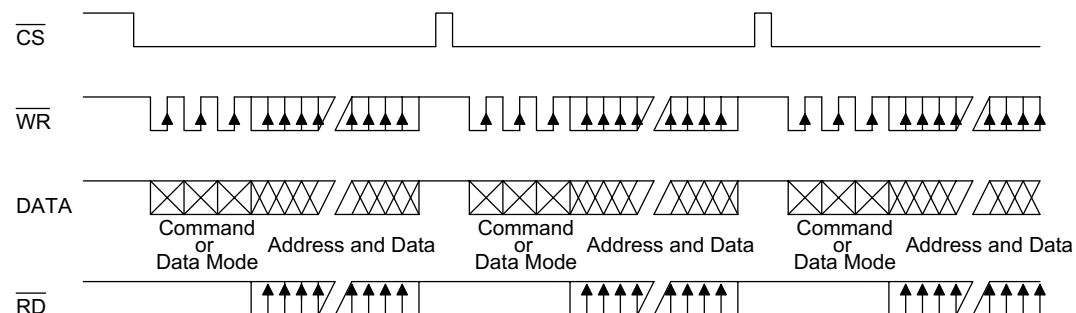 CS
WR
DATA
Command
or
Data Mode
Address and Data
Command
or
Data Mode
Address and Data
Command
or
Data Mode
Address and Data
RD